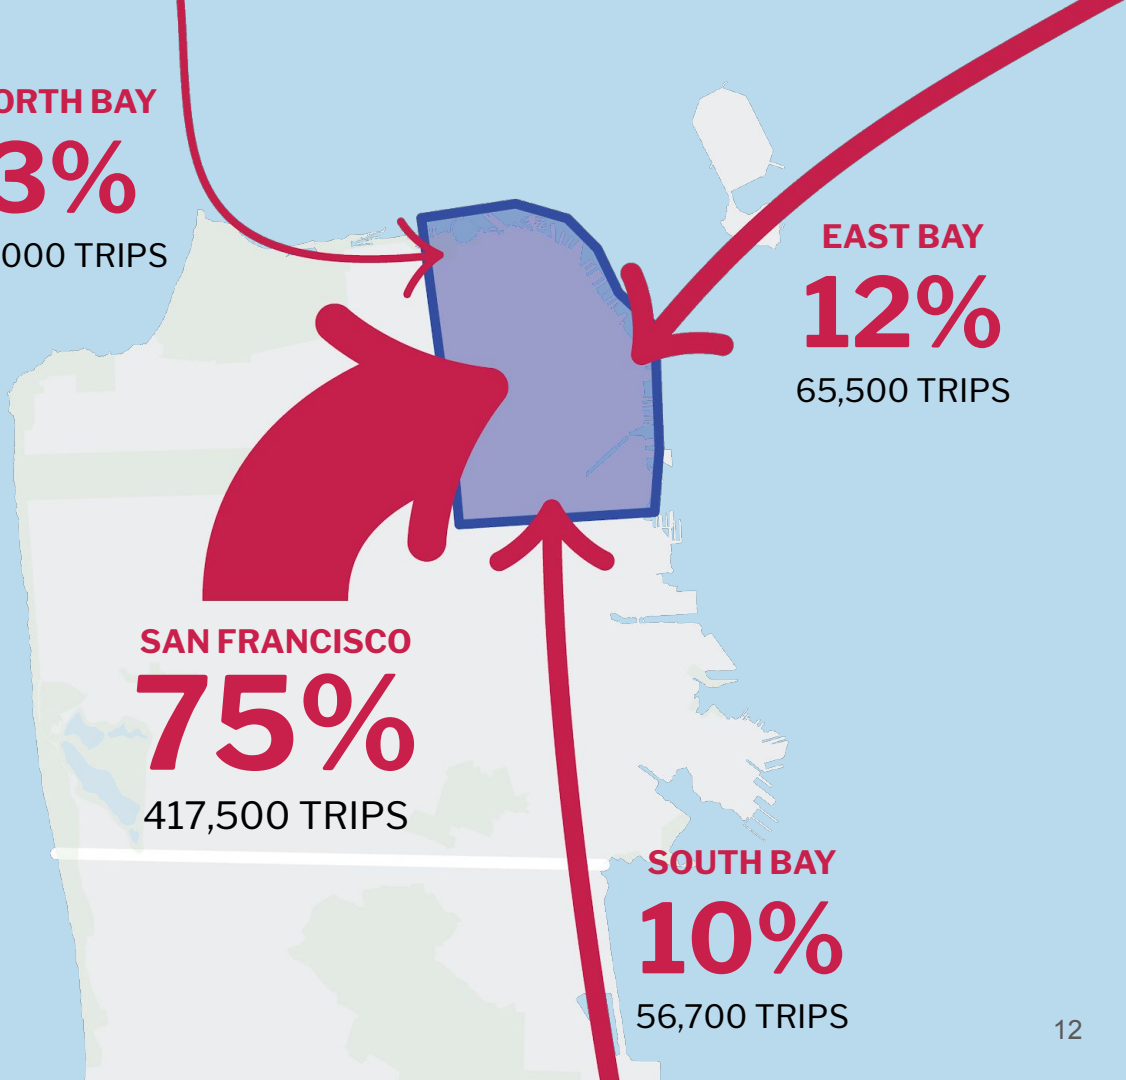 ORTH BAY
3%
000 TRIPS
EAST BAY
12%
65,500 TRIPS
SAN FRANCISCO
75%
417,500 TRIPS
SOUTH BAY
10%
56,700 TRIPS
12